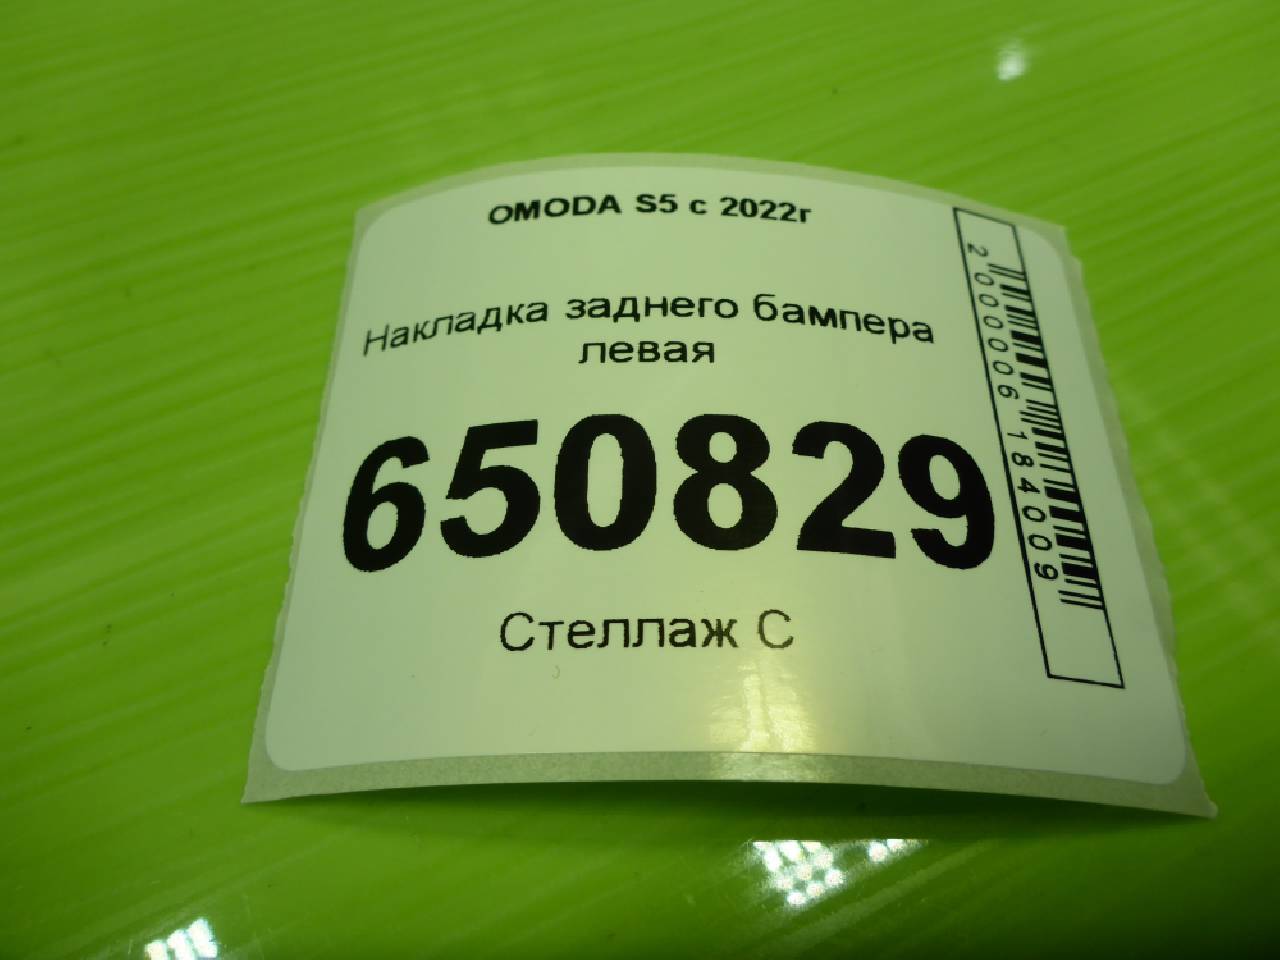 OMODA S5 с 2022г
Накладка заднего бампера
левая
650829
Стеллаж С
2000006184009